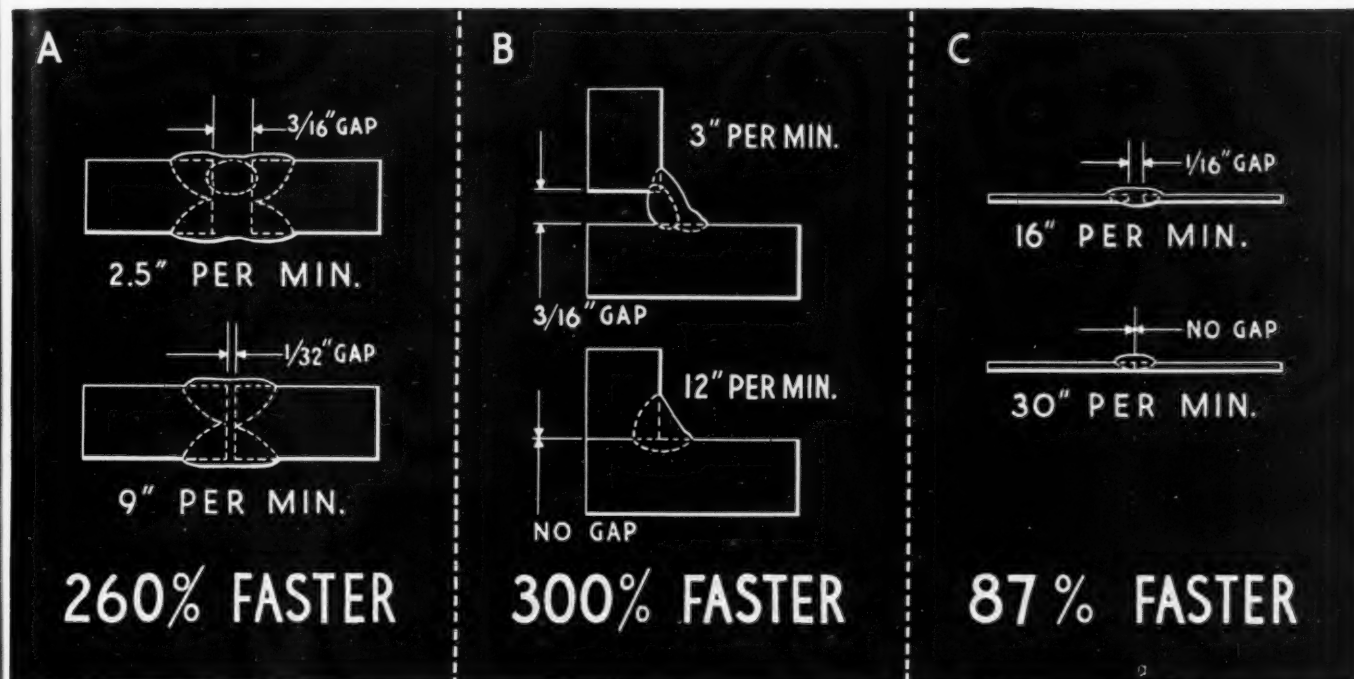 A
3/16" GAP
2.5" PER MIN.
1/32" GAP
9" PER MIN.
260% FASTER
B
3" PER MIN.
3/16" GAP
12" PER MIN.
NO GAP
300% FASTER
C
1/16" GAP
16" PER MIN.
NO GAP
30" PER MIN.
87% FASTER